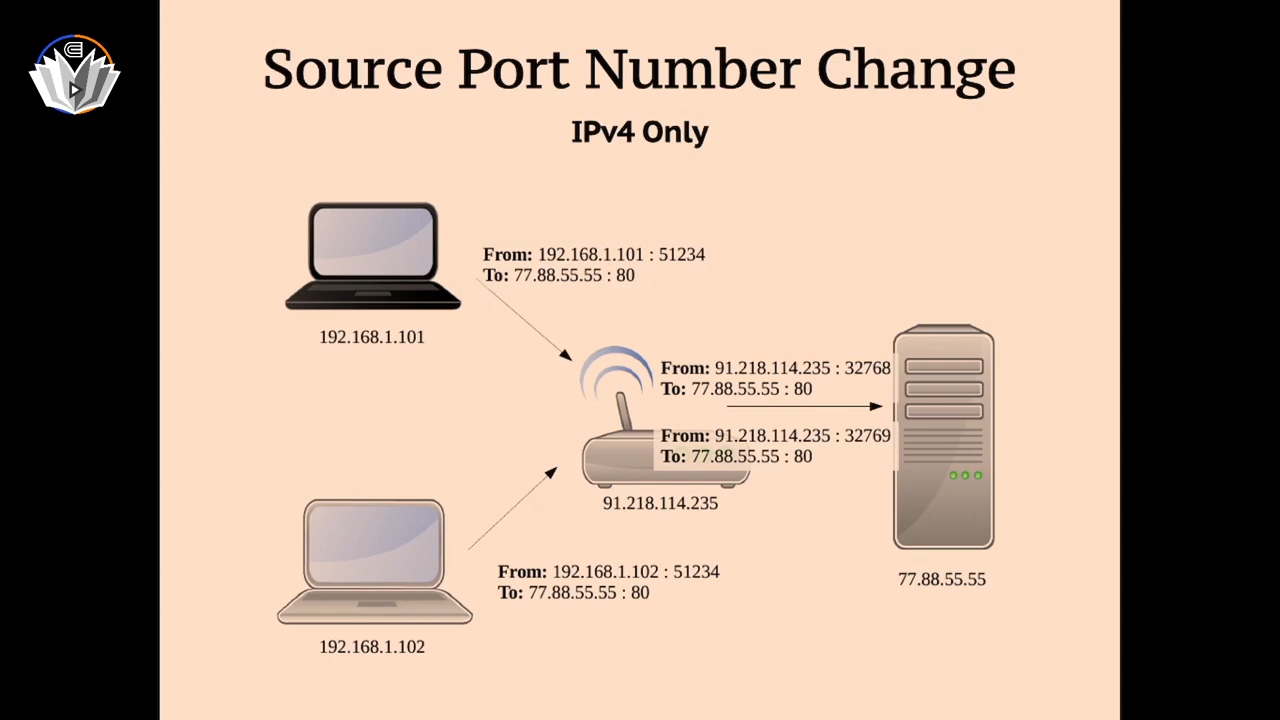 Source Port Number Change
IPv4 Only
From: 192.168.1.101 : 51234
To: 77.88.55.55 : 80
192.168.1.101
From: 91.218.114.235 : 32768
To: 77.88.55.55 : 80
From: 91.218.114.235 : 32769
To: 77.88.55.55 : 80
91.218.114.235
From: 192.168.1.102 : 51234
To: 77.88.55.55 : 80
77.88.55.55
192.168.1.102